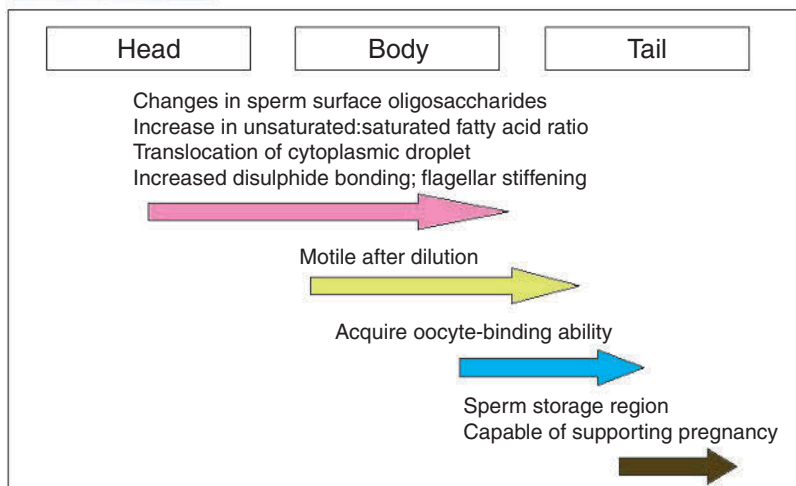 Head Body Tail
Changes in sperm surface oligosaccharides
Increase in unsaturated:saturated fatty acid ratio
Translocation of cytoplasmic droplet
Increased disulphide bonding; flagellar stiffening
Motile after dilution
Acquire oocyte-binding ability
Sperm storage region
Capable of supporting pregnancy